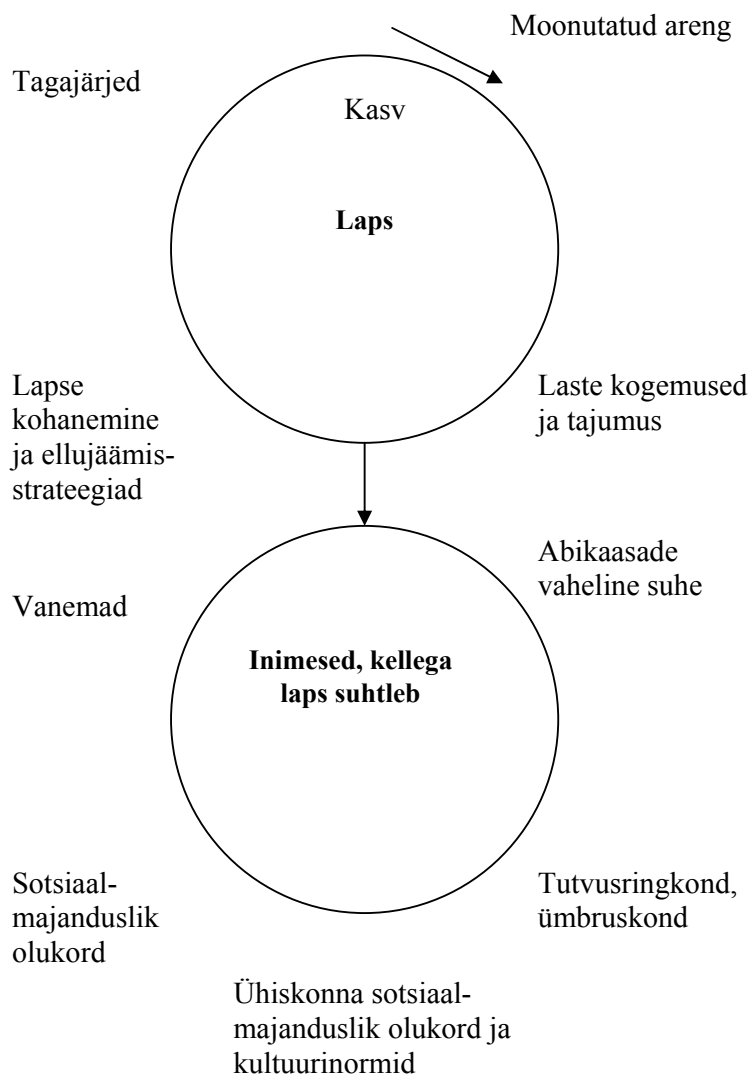 Moonutatud areng
Tagajärjed
Kasv
Laps
Lapse
kohanemine
ja ellujäämis-
strateegiad
Laste kogemused
ja tajumus
Abikaasade
vaheline suhe
Vanemad
Inimesed, kellega
laps suhtleb
Sotsiaal-
majanduslik
olukord
Tutvusringkond,
ümbruskond
Ühiskonna sotsiaal-
majanduslik olukord ja
kultuurinormid